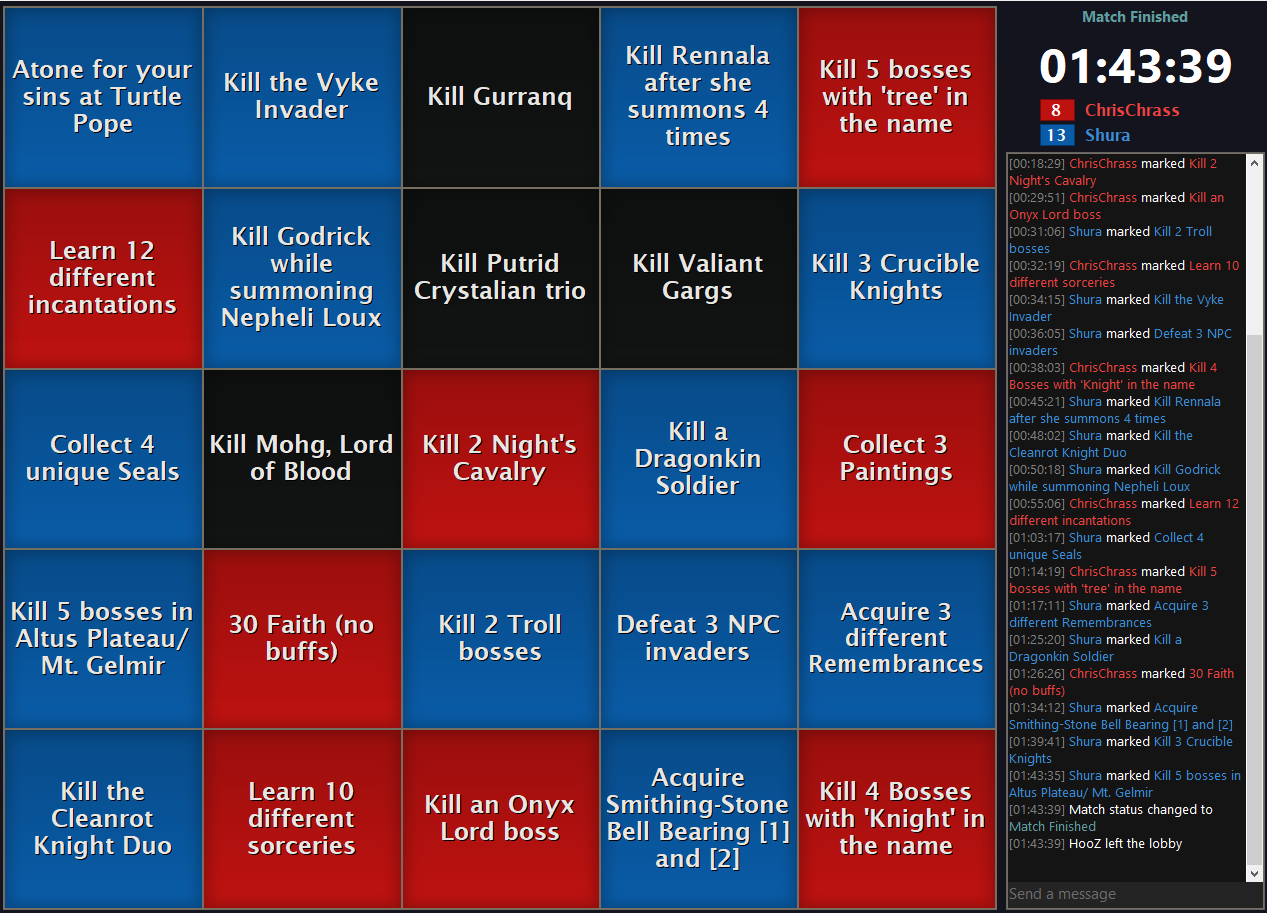 Atone for your
sins at Turtle
Pope
Kill the Vyke
Invader
Kill Gurranq
Kill Rennala
after she
summons 4
times
Kill 5 bosses
with 'tree' in
the name
Learn 12
different
incantations
Kill Godrick
while
summoning
Nepheli Loux
Kill Putrid
Crystalian trio
Kill Valiant
Gargs
Kill 3 Crucible
Knights
Collect 4
unique Seals
Kill Mohg, Lord
of Blood
Kill 2 Night's
Cavalry
Kill a
Dragonkin
Soldier
Collect 3
Paintings
Kill 5 bosses in
Altus Plateau/
Mt. Gelmir
30 Faith (no
buffs)
Kill 2 Troll
bosses
Defeat 3 NPC
invaders
Acquire 3
different
Remembrances
Kill the
Cleanrot
Knight Duo
Learn 10
different
sorceries
Kill an Onyx
Lord boss
Acquire
Smithing-Stone
Bell Bearing [1]
and [2]
Kill 4 Bosses
with 'Knight' in
the name
Match Finished
01:43:39
8 ChrisChrass
13 Shura
[00:18:29] ChrisChrass marked Kill 2
Night's Cavalry
[00:29:51] ChrisChrass marked Kill an
Onyx Lord boss
[00:31:06] Shura marked Kill 2 Troll
bosses
[00:32:19] ChrisChrass marked Learn 10
different sorceries
[00:34:15] Shura marked Kill the Vyke
Invader
[00:36:05] Shura marked Defeat 3 NPC
invaders
[00:38:03] ChrisChrass marked Kill 4
Bosses with 'Knight' in the name
[00:45:21] Shura marked Kill Rennala
after she summons 4 times
[00:48:02] Shura marked Kill the
Cleanrot Knight Duo
[00:50:18] Shura marked Kill Godrick
while summoning Nepheli Loux
[00:55:06] ChrisChrass marked Learn 12
different incantations
[01:03:17] Shura marked Collect 4
unique Seals
[01:14:19] ChrisChrass marked Kill 5
bosses with 'tree' in the name
[01:17:11] Shura marked Acquire 3
different Remembrances
[01:25:20] Shura marked Kill a
Dragonkin Soldier
[01:26:26] ChrisChrass marked 30 Faith
(no buffs)
[01:34:12] Shura marked Acquire
Smithing-Stone Bell Bearing [1] and [2]
[01:39:41] Shura marked Kill 3 Crucible
Knights
[01:43:35] Shura marked Kill 5 bosses in
Altus Plateau/ Mt. Gelmir
[01:43:39] Match status changed to
Match Finished
[01:43:39] HooZ left the lobby
Send a message